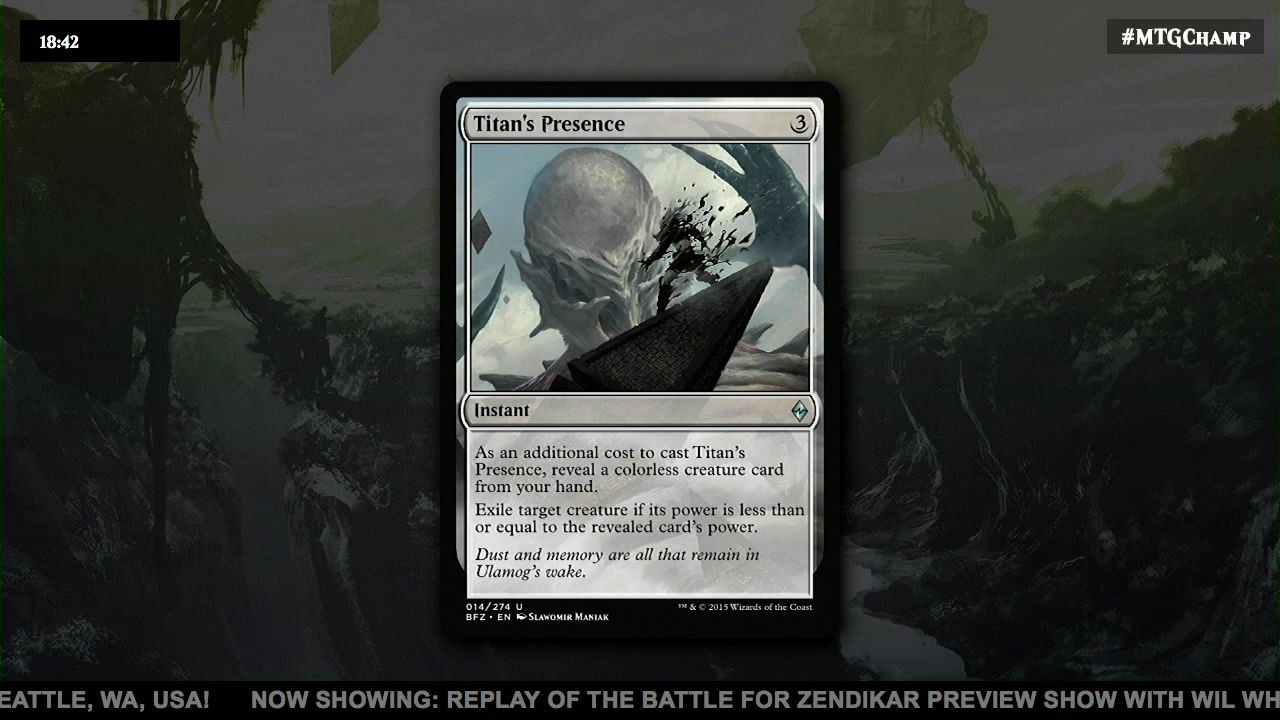 18:42
#MTGChamp
Titan's Presence 3
Instant
As an additional cost to cast Titan's
Presence, reveal a colorless creature card
from your hand.
Exile target creature if its power is less than
or equal to the revealed card's power.
Dust and memory are all that remain in
Ulamog's wake.
014/274 U
BFZ • EN Slawomir Maniak
™ & © 2015 Wizards of the Coast
EATTLE, WA, USA! NOW SHOWING: REPLAY OF THE BATTLE FOR ZENDIKAR PREVIEW SHOW WITH WIL WH